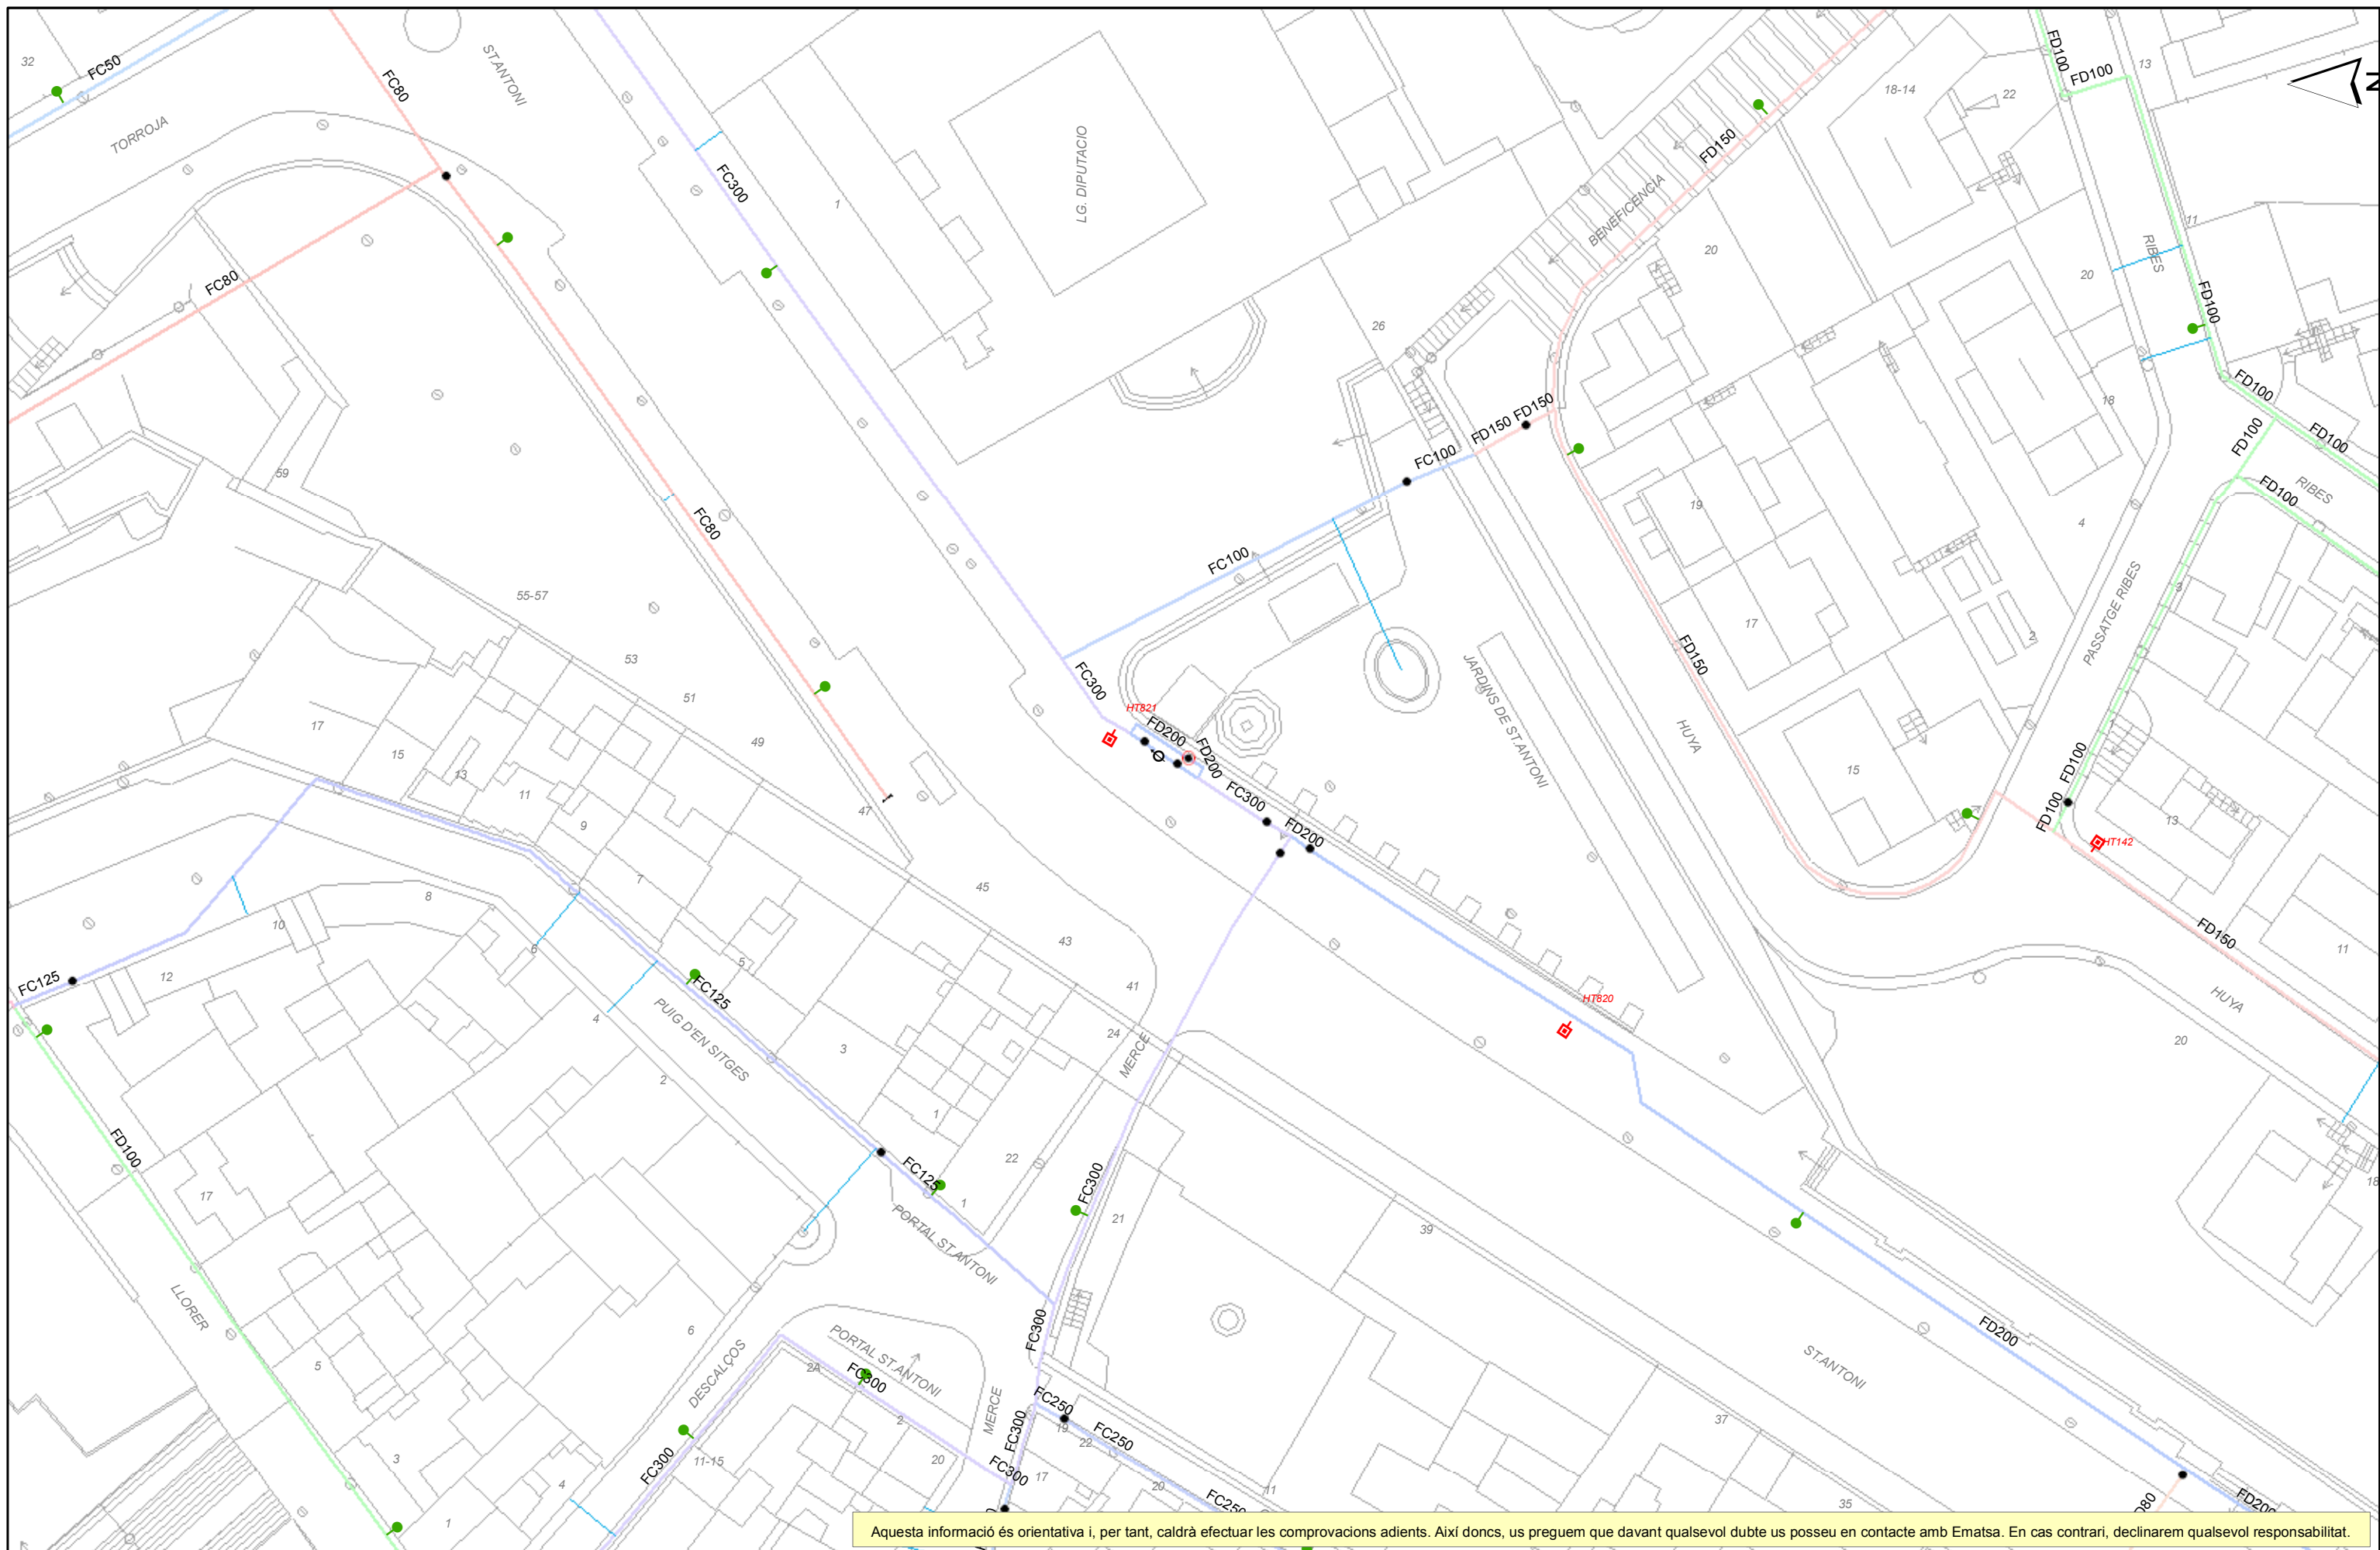 32
FC50
TORROJA
FC80
ST.ANTONI
FC300
1
LG. DIPUTACIO
FD150
BENEFICENCIA
18-14
22
FD100
FD100
13
N
11
RIBES
20
20
FC80
26
FD100
18
FD100
FD100
FD100
FD100
RIBES
59
FC80
FC100
FD150
FD150
19
4
3
FC100
55-57
53
51
49
47
17
15
13
11
9
7
5
FC300
HT821
FD200
FD200
FC300
FD200
JARDINS DE ST.ANTONI
HUYA
FD150
17
15
2
PASSATGE RIBES
FD100
FD100
HT142
13
FD150
11
HUYA
20
18
45
43
41
24
MERCE
HT820
8
10
12
6
4
FC125
FC125
PUIG D'EN SITGES
3
2
1
22
FC125
1
PORTAL ST.ANTONI
FC300
21
39
FD100
17
LLORER
5
3
1
6
4
DESCALÇOS
2A
PORTAL ST.ANTONI
FC300
2
FC300
11-15
20
MERCE
FC300
FC300
FC300
FC250
FC250
19
22
17
20
11
FC250
ST.ANTONI
37
35
FD200
FD200
Aquesta informació és orientativa i, per tant, caldrà efectuar les comprovacions adients. Així doncs, us preguem que davant qualsevol dubte us posseu en contacte amb Ematsa. En cas contrari, declinarem qualsevol responsabilitat.